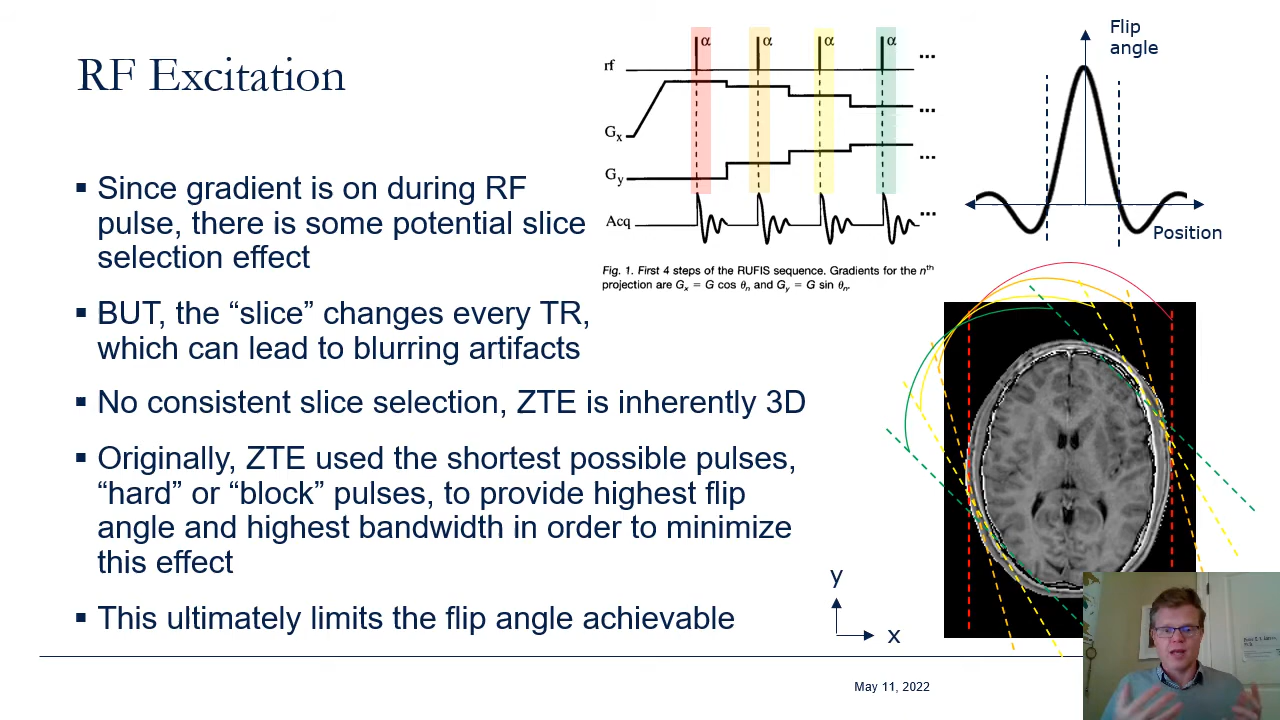 RF Excitation
▪ Since gradient is on during RF
pulse, there is some potential slice
selection effect
▪ BUT, the “slice” changes every TR,
which can lead to blurring artifacts
▪ No consistent slice selection, ZTE is inherently 3D
▪ Originally, ZTE used the shortest possible pulses,
“hard” or “block” pulses, to provide highest flip
angle and highest bandwidth in order to minimize
this effect
▪ This ultimately limits the flip angle achievable
rf
α α α α ...
Gx ...
Gy ...
Acq ...
Fig. 1. First 4 steps of the RUFIS sequence. Gradients for the nth
projection are Gx = G cos θn and Gy = G sin θn.
Flip
angle
Position
y
x
May 11, 2022